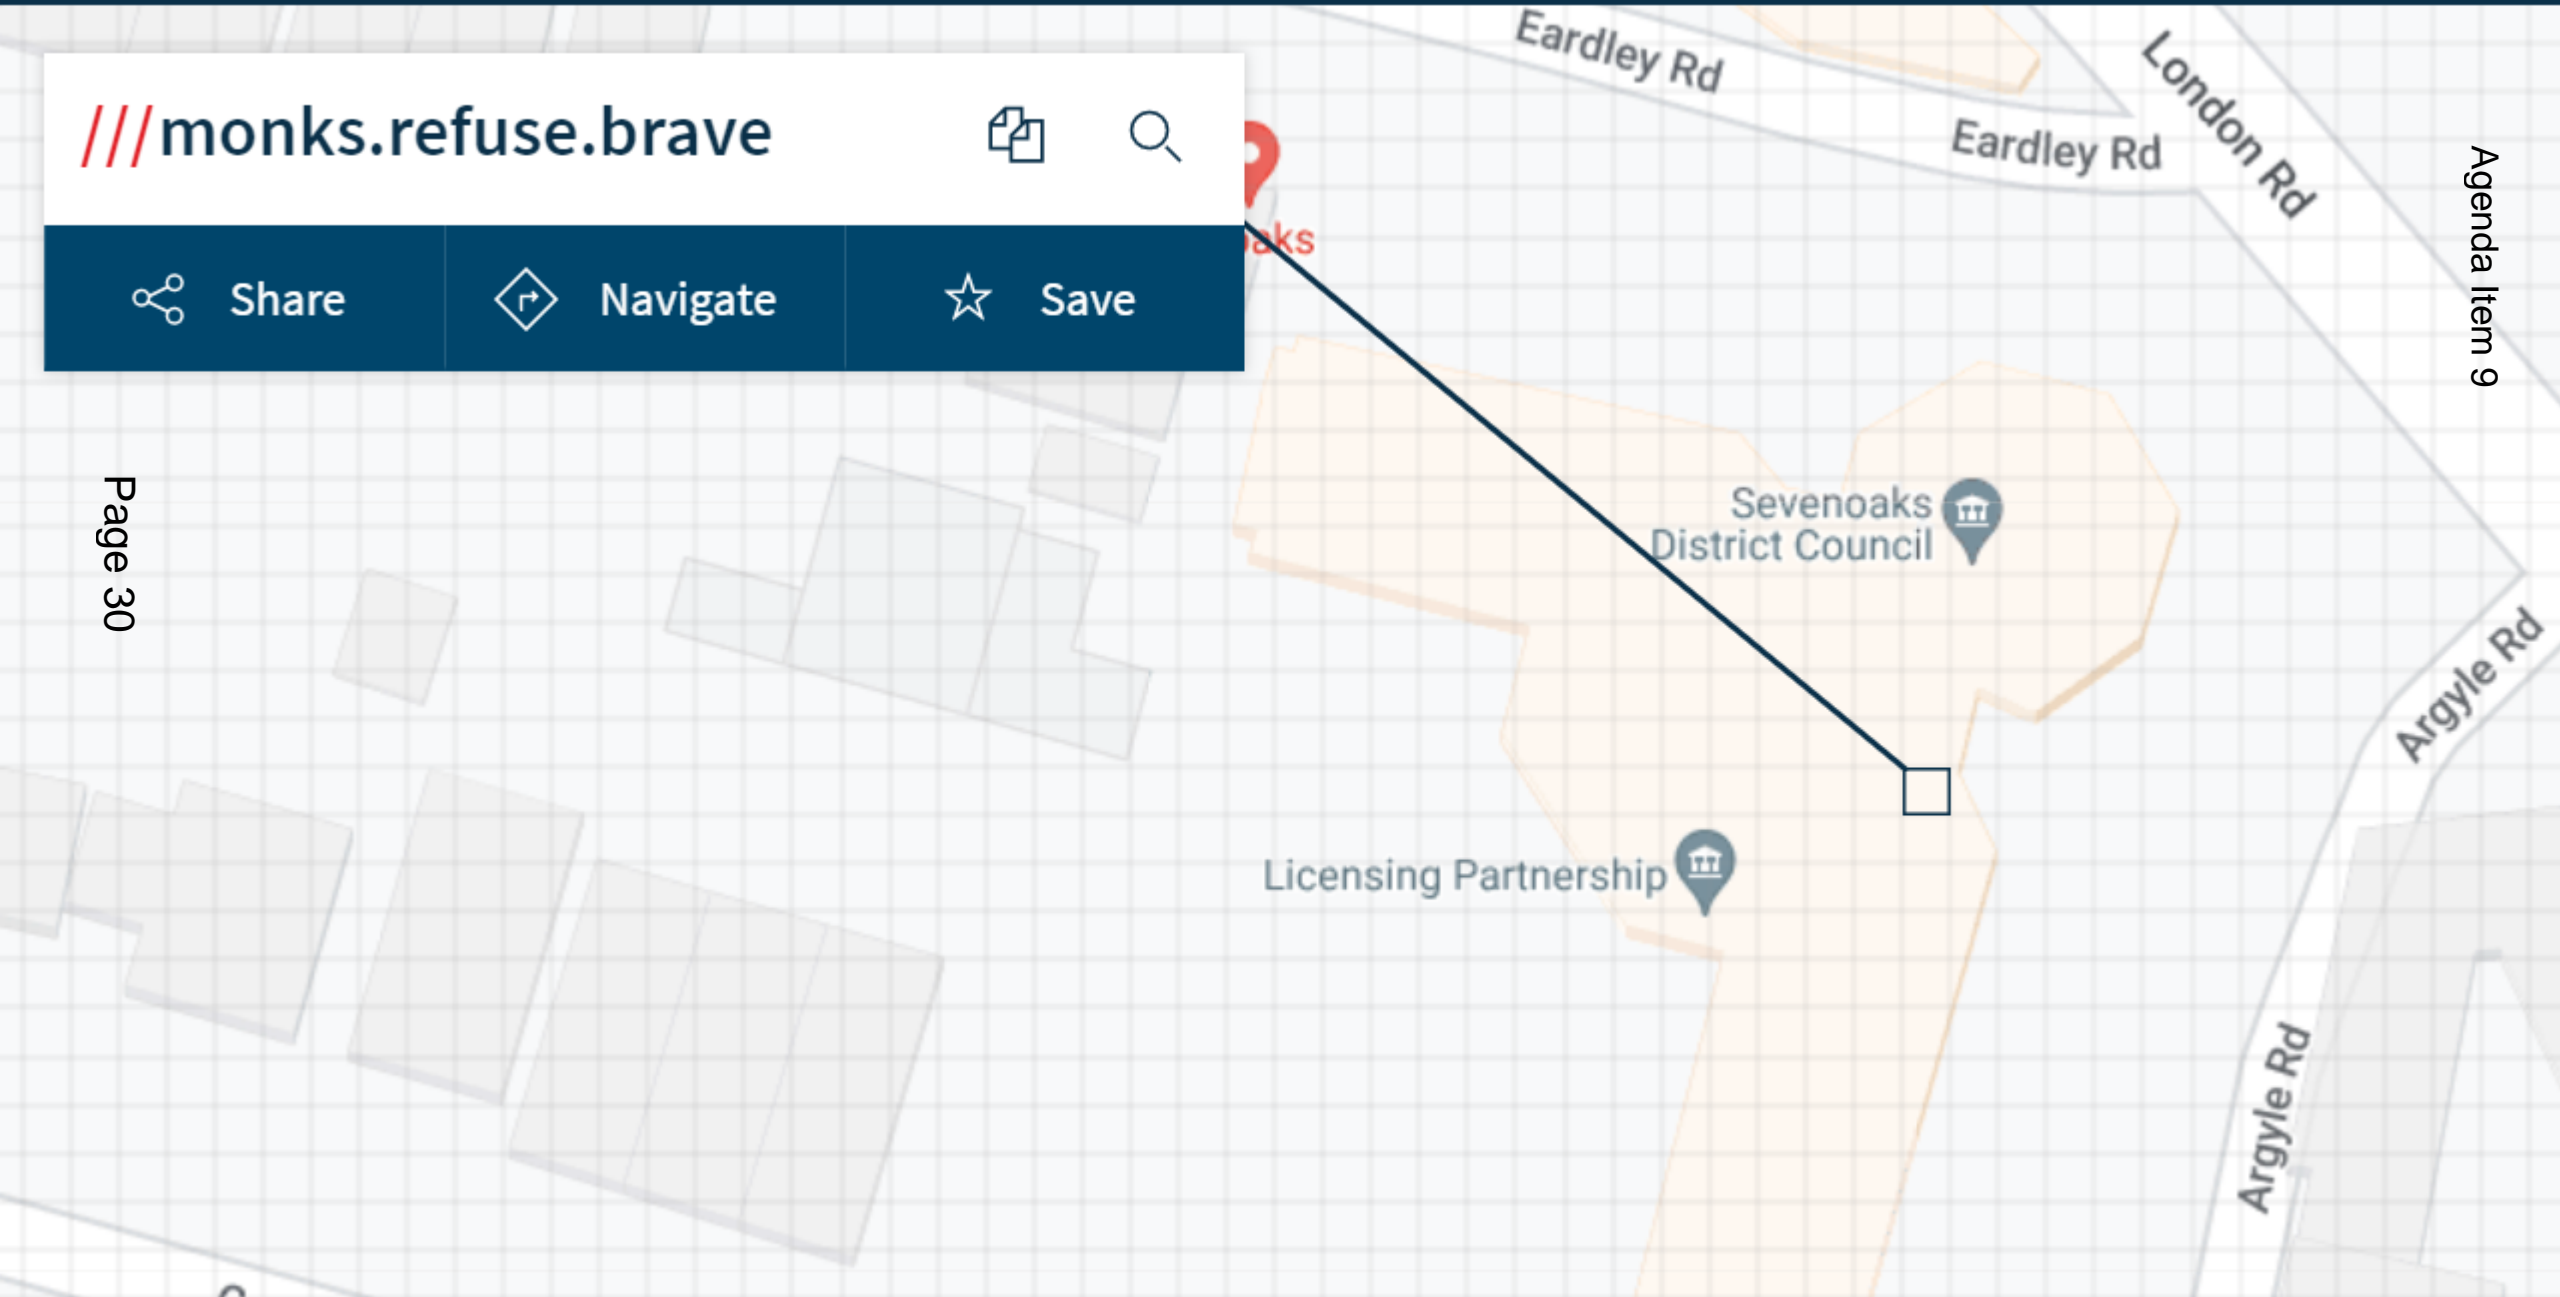 ///monks.refuse.brave
Share
Navigate
Save
Eardley Rd
Eardley Rd
London Rd
Agenda Item 9
Sevenoaks
District Council
Page 30
Argyle Rd
Licensing Partnership
Argyle Rd